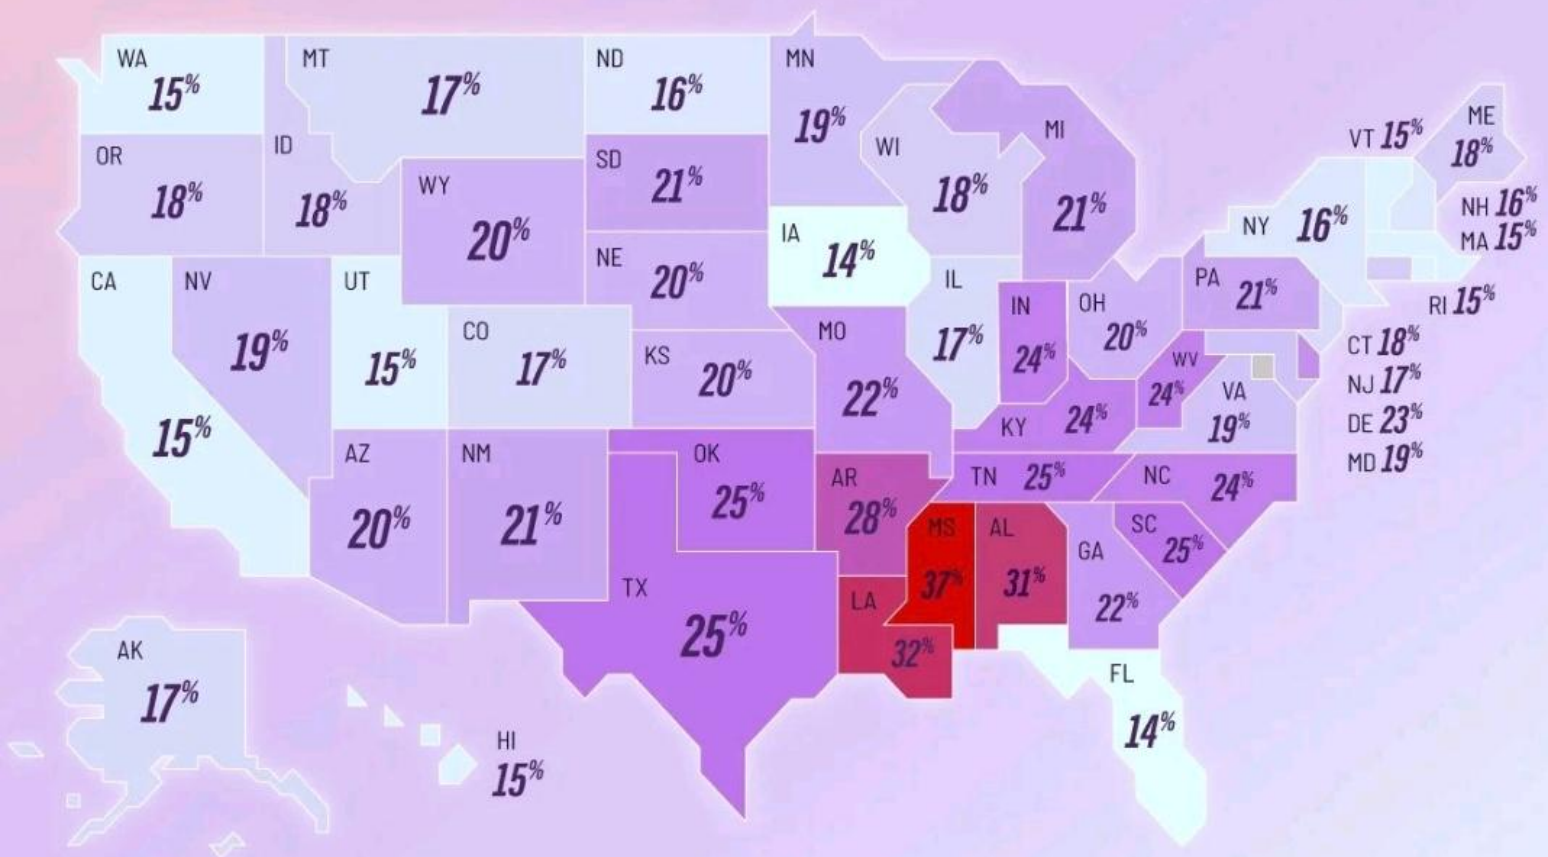 WA
15%
MT
17%
ND
16%
MN
19%
OR
18%
ID
18%
WY
20%
SD
21%
WI
18%
MI
21%
VT 15%
ME
18%
NH 16%
MA 15%
NY 16%
RI 15%
CT 18%
NJ 17%
DE 23%
MD 19%
CA
15%
NV
19%
UT
15%
CO
17%
NE
20%
KS
20%
IA
14%
MO
22%
IL
17%
IN
24%
OH
20%
PA 21%
WV
24%
VA
19%
KY 24%
TN 25%
NC
24%
SC
25%
AZ
20%
NM
21%
OK
25%
TX
25%
AR
28%
LA
32%
MS
37%
AL
31%
GA
22%
FL
14%
AK
17%
HI
15%